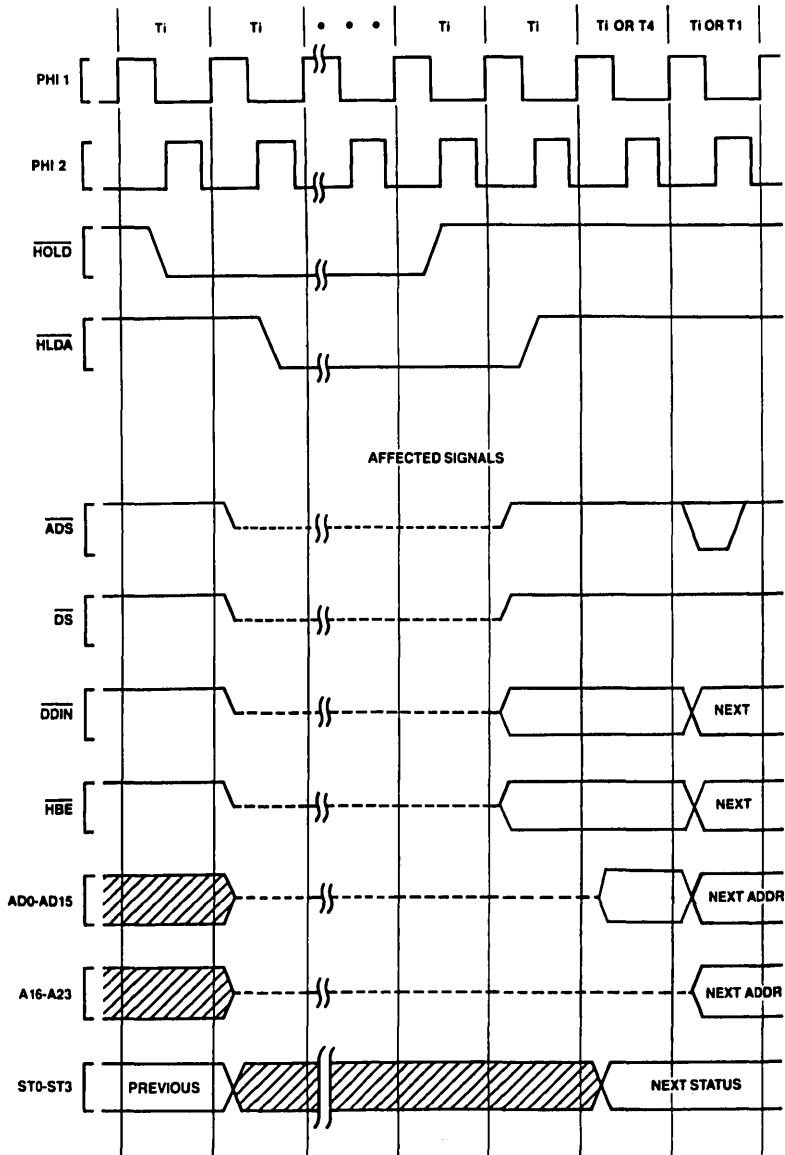 Ti Ti • • • Ti Ti Ti OR T4 Ti OR T1
PHI 1
PHI 2
HOLD
HLDA
AFFECTED SIGNALS
ADS
DS
DDIN NEXT
HBE NEXT
AD0-AD15 NEXT ADDR
A16-A23 NEXT ADDR
ST0-ST3 PREVIOUS NEXT STATUS